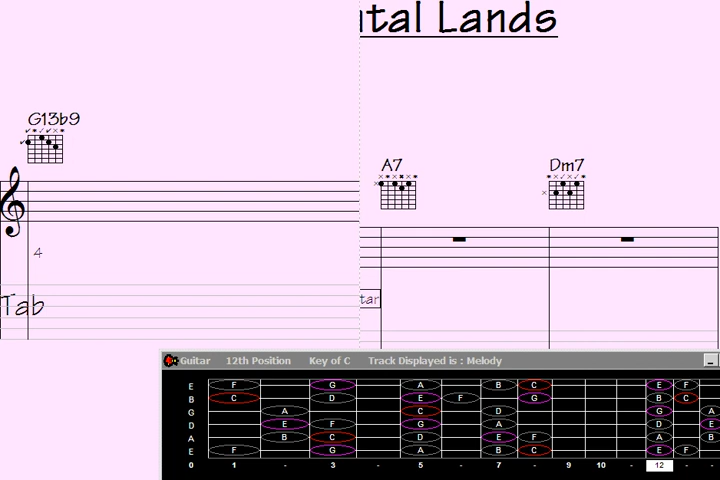 ntal Lands
G13b9
A7
Dm7
4
tar
Tab
Guitar 12th Position Key of C Track Displayed is : Melody
E F G A B C E F
B C D E F G B C
G A C D G A
D E F G A D E
A B C D E F A B
E F G A B C E F
0 1 - 3 - 5 - 7 - 9 10 - 12 - -